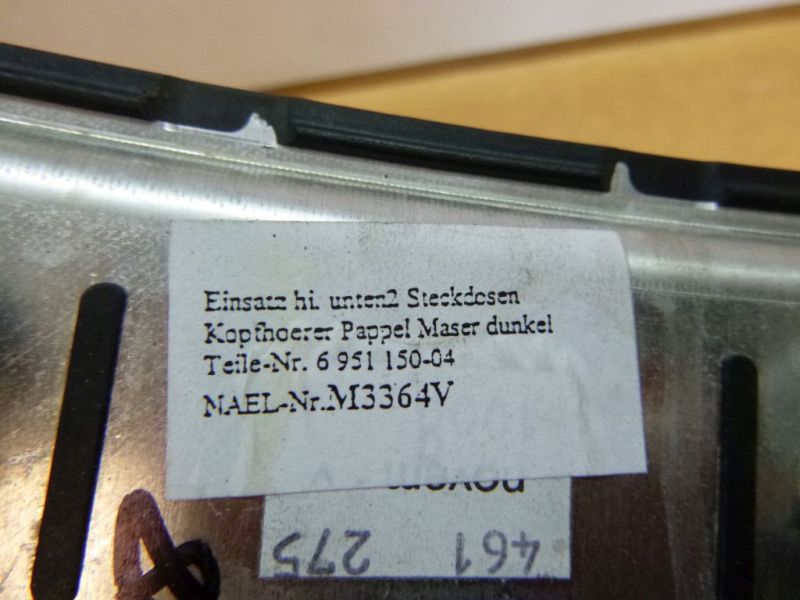 Einsatz hi. unten2 Steckdosen
Kopfhoerer Pappel Maser dunkel
Teile-Nr. 6 951 150-04
NAEL-Nr.M3364V
461 275